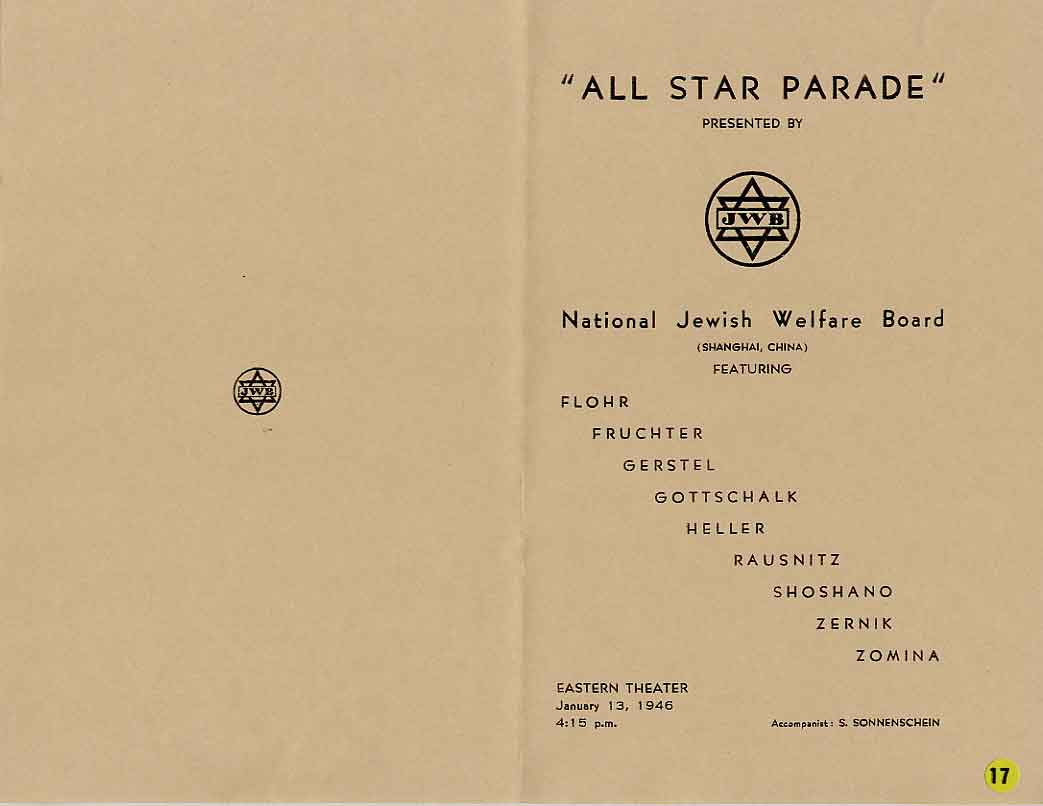 JWB
"ALL STAR PARADE"
PRESENTED BY
JWB
National Jewish Welfare Board
(SHANGHAI, CHINA)
FEATURING
FLOHR
FRUCHTER
GERSTEL
GOTTSCHALK
HELLER
RAUSNITZ
SHOSHANO
ZERNIK
ZOMINA
EASTERN THEATER
January 13, 1946
4:15 p.m.
Accompanist: S. SONNENSCHEIN
17